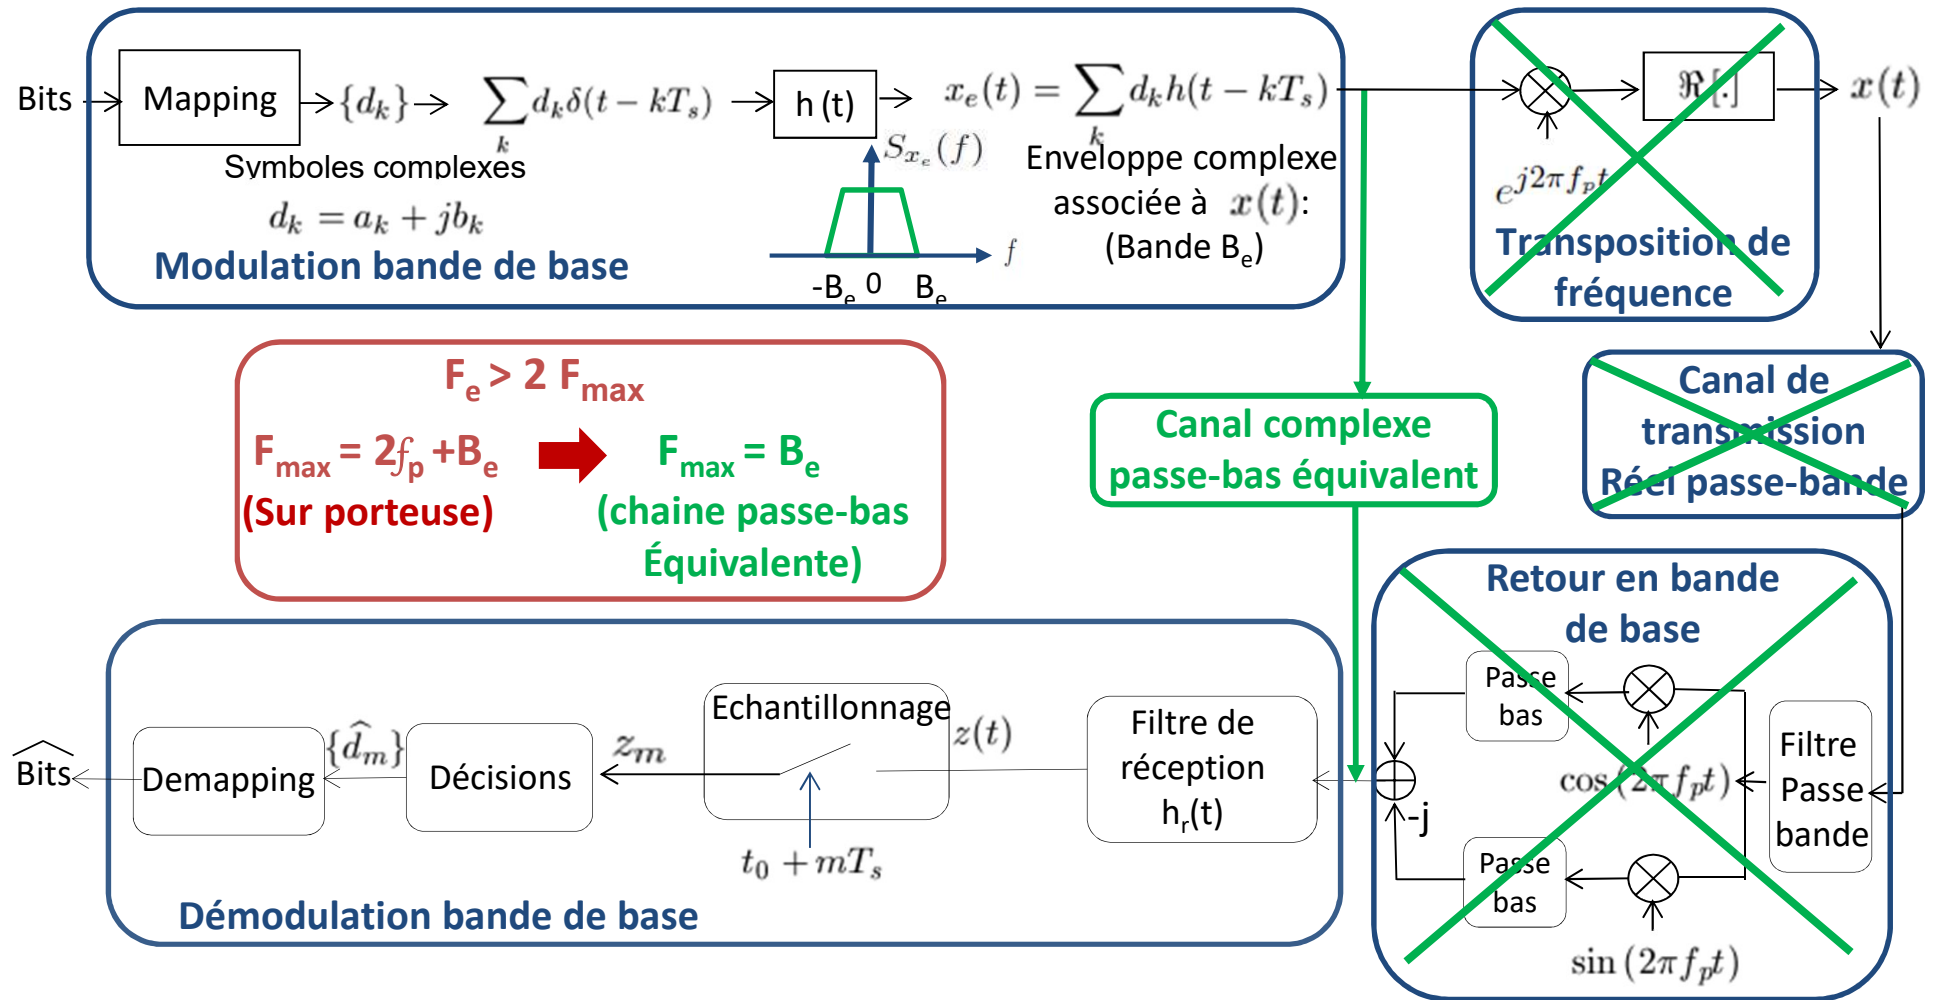 Bits
Mapping
{d_k}
\sum_k d_k δ(t − kT_s)
h (t)
x_e(t) = \sum_k d_k h(t − kT_s)
Symboles complexes
d_k = a_k + jb_k
Modulation bande de base
S_{x_e}(f)
f
-B_e 0 B_e
Enveloppe complexe
associée à x(t):
(Bande B_e)
ℜ[.]
x(t)
e^{j2πf_p t}
Transposition de
fréquence
F_e > 2 F_max
F_max = 2f_p +B_e
(Sur porteuse)
F_max = B_e
(chaine passe-bas
Équivalente)
Canal complexe
passe-bas équivalent
Canal de
transmission
Réel passe-bande
Retour en bande
de base
Passe
bas
cos (2πf_p t)
Filtre
Passe
bande
-j
Passe
bas
sin (2πf_p t)
Bits
Demapping
{\widehat{d_m}}
Décisions
z_m
Echantillonnage
t_0 + mT_s
z(t)
Filtre de
réception
h_r(t)
Démodulation bande de base